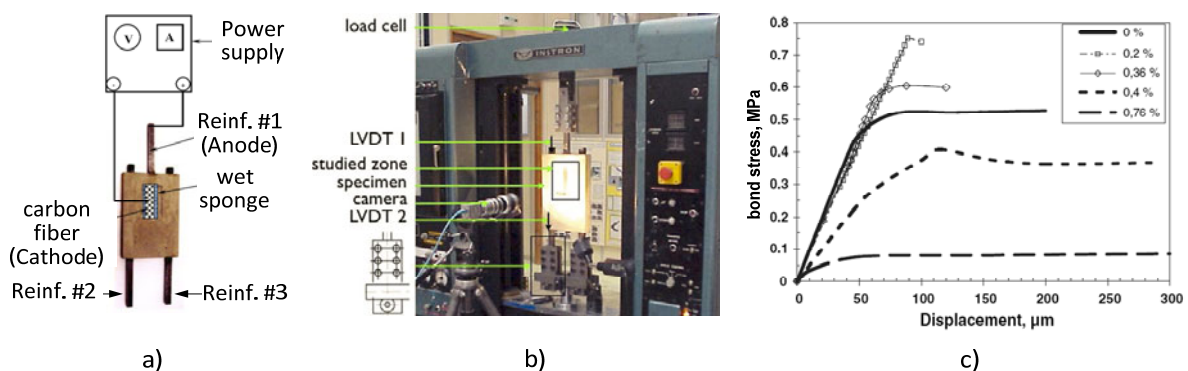 V
A
Power
supply
Reinf. #1
(Anode)
wet
sponge
carbon
fiber
(Cathode)
Reinf. #2
Reinf. #3
a)
load cell
INSTRON
LVDT 1
studied zone
specimen
camera
LVDT 2
b)
0.8
0.7
0.6
0.5
0.4
0.3
0.2
0.1
0
bond stress, MPa
0 %
0,2 %
0,36 %
0,4 %
0,76 %
0
50
100
150
200
250
300
Displacement, µm
c)